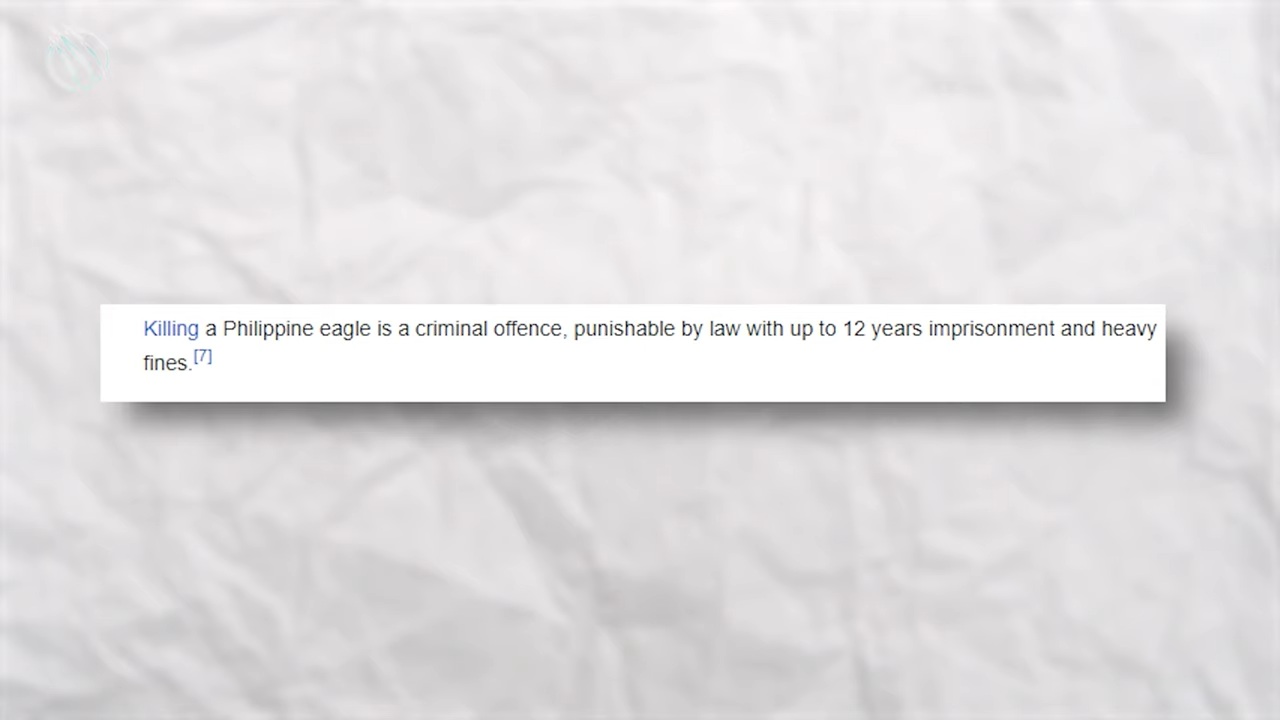 Killing a Philippine eagle is a criminal offence, punishable by law with up to 12 years imprisonment and heavy
fines.[7]